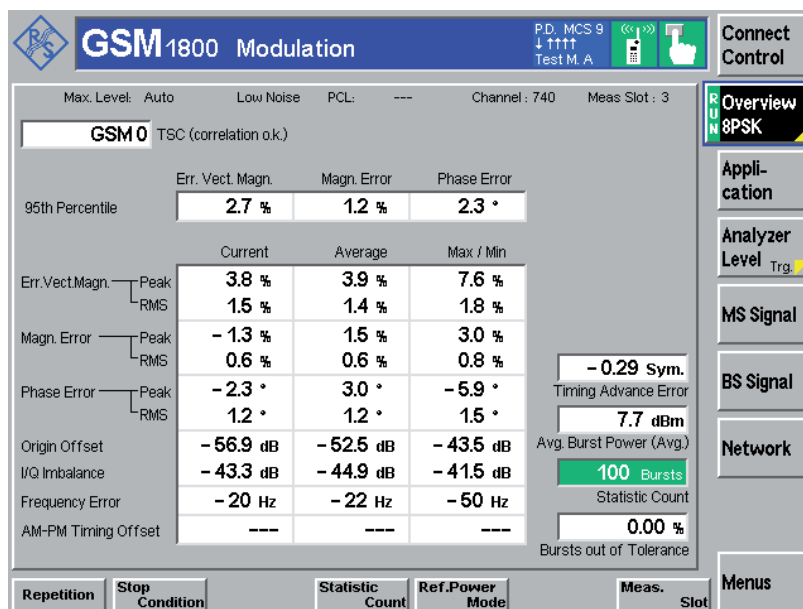 R&S
GSM 1800 Modulation
P.D. MCS 9
↓ ↑↑↑↑
Test M. A
Connect Control
Max. Level: Auto Low Noise PCL: --- Channel : 740 Meas Slot : 3
RUN Overview 8PSK
GSM 0 TSC (correlation o.k.)
Appli-
cation
Err. Vect. Magn. Magn. Error Phase Error
95th Percentile 2.7 % 1.2 % 2.3 °
Analyzer
Level Trg.
Current Average Max / Min
Err.Vect.Magn. Peak 3.8 % 3.9 % 7.6 %
RMS 1.5 % 1.4 % 1.8 %
MS Signal
Magn. Error Peak – 1.3 % 1.5 % 3.0 %
RMS 0.6 % 0.6 % 0.8 %
– 0.29 Sym.
Timing Advance Error
BS Signal
Phase Error Peak – 2.3 ° 3.0 ° – 5.9 °
RMS 1.2 ° 1.2 ° 1.5 °
7.7 dBm
Avg. Burst Power (Avg.)
Origin Offset – 56.9 dB – 52.5 dB – 43.5 dB
Network
I/Q Imbalance – 43.3 dB – 44.9 dB – 41.5 dB
100 Bursts
Statistic Count
Frequency Error – 20 Hz – 22 Hz – 50 Hz
AM-PM Timing Offset --- --- ---
0.00 %
Bursts out of Tolerance
Repetition
Stop Condition
Statistic Count
Ref.Power Mode
Meas. Slot
Menus